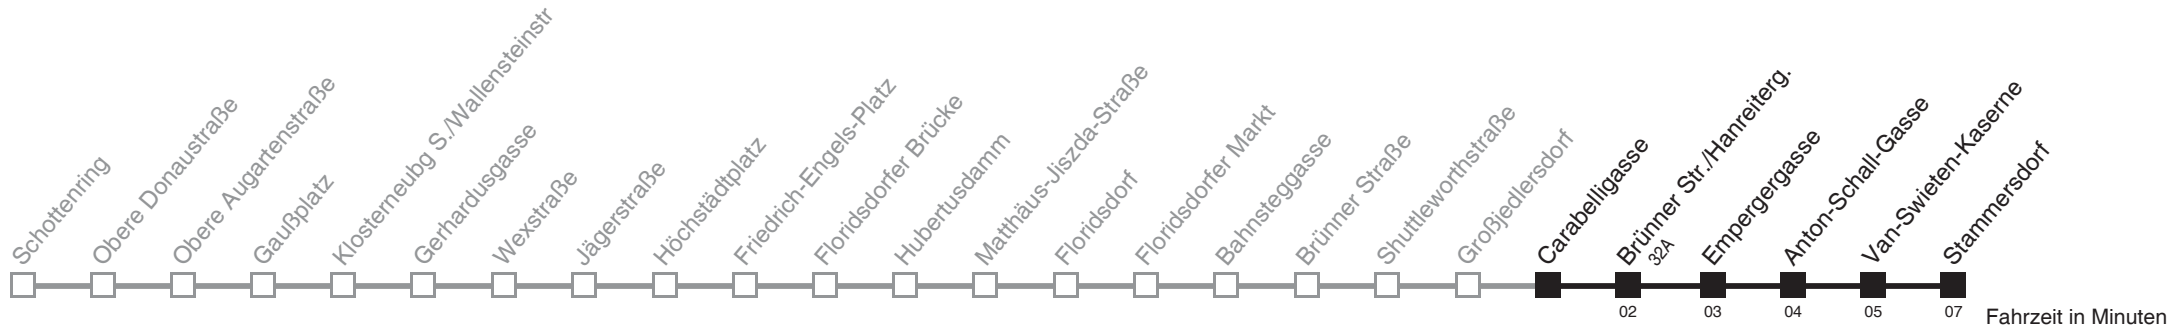 Schottenring
Obere Donaustraße
Obere Augartenstraße
Gaußplatz
Klosterneubg S./Wallensteinstr
Gerhardusgasse
Wexstraße
Jägerstraße
Höchstädtplatz
Friedrich-Engels-Platz
Floridsdorfer Brücke
Hubertusdamm
Matthäus-Jiszda-Straße
Floridsdorf
Floridsdorfer Markt
Bahnsteggasse
Brünner Straße
Shuttleworthstraße
Großjedlersdorf
Carabelligasse
Brünner Str./Hanreiterg.
32A
Empergergasse
Anton-Schall-Gasse
Van-Swieten-Kaserne
Stammersdorf
02 03 04 05 07 Fahrzeit in Minuten